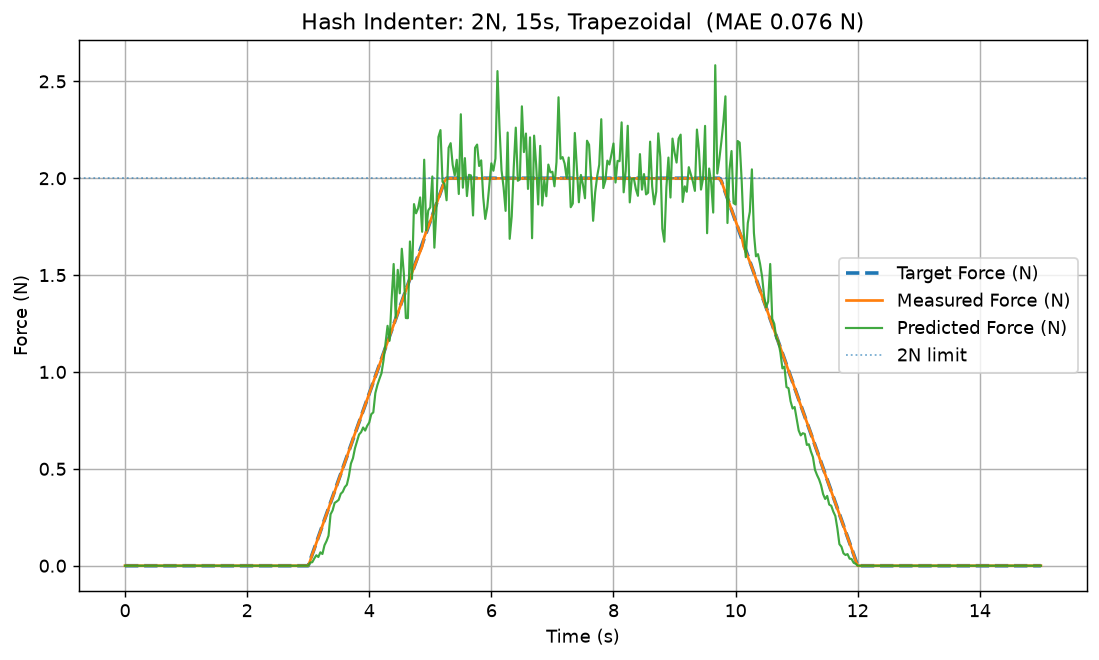 Hash Indenter: 2N, 15s, Trapezoidal  (MAE 0.076 N)
2.5
2.0
1.5
1.0
0.5
0.0
Force (N)
Target Force (N)
Measured Force (N)
Predicted Force (N)
2N limit
0 2 4 6 8 10 12 14
Time (s)